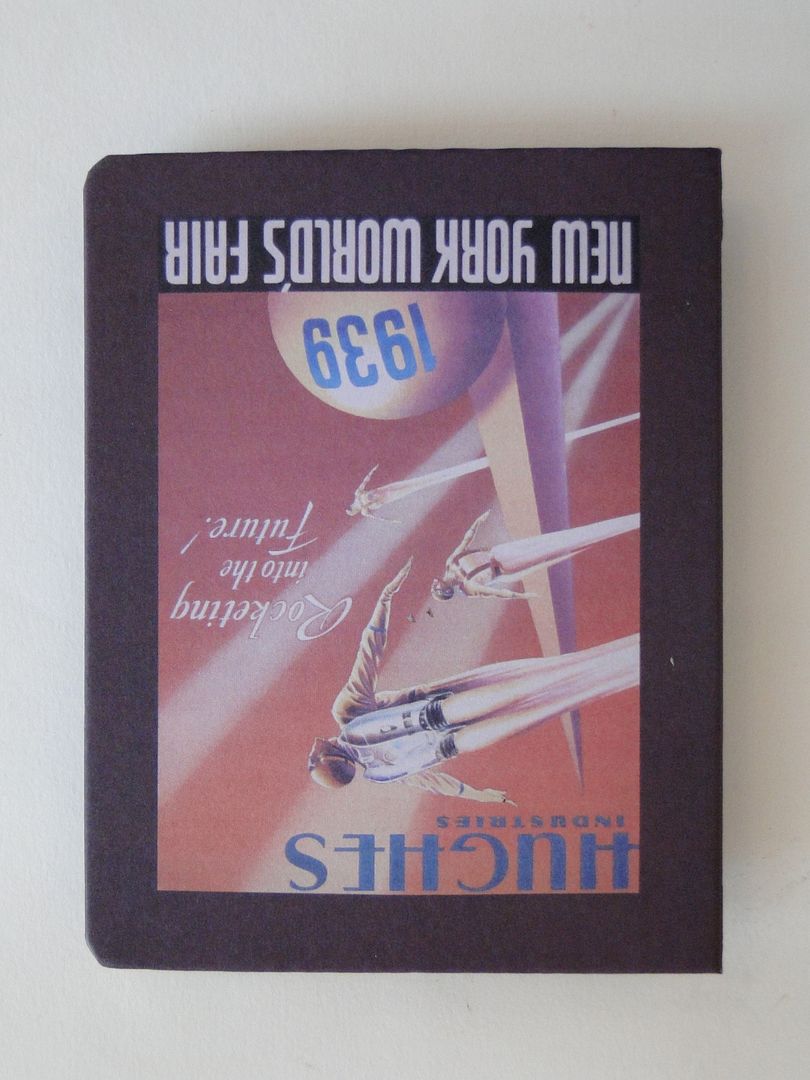 HUGHES
INDUSTRIES
Rocketing
into the
Future!
1939
NEW YORK WORLD'S FAIR